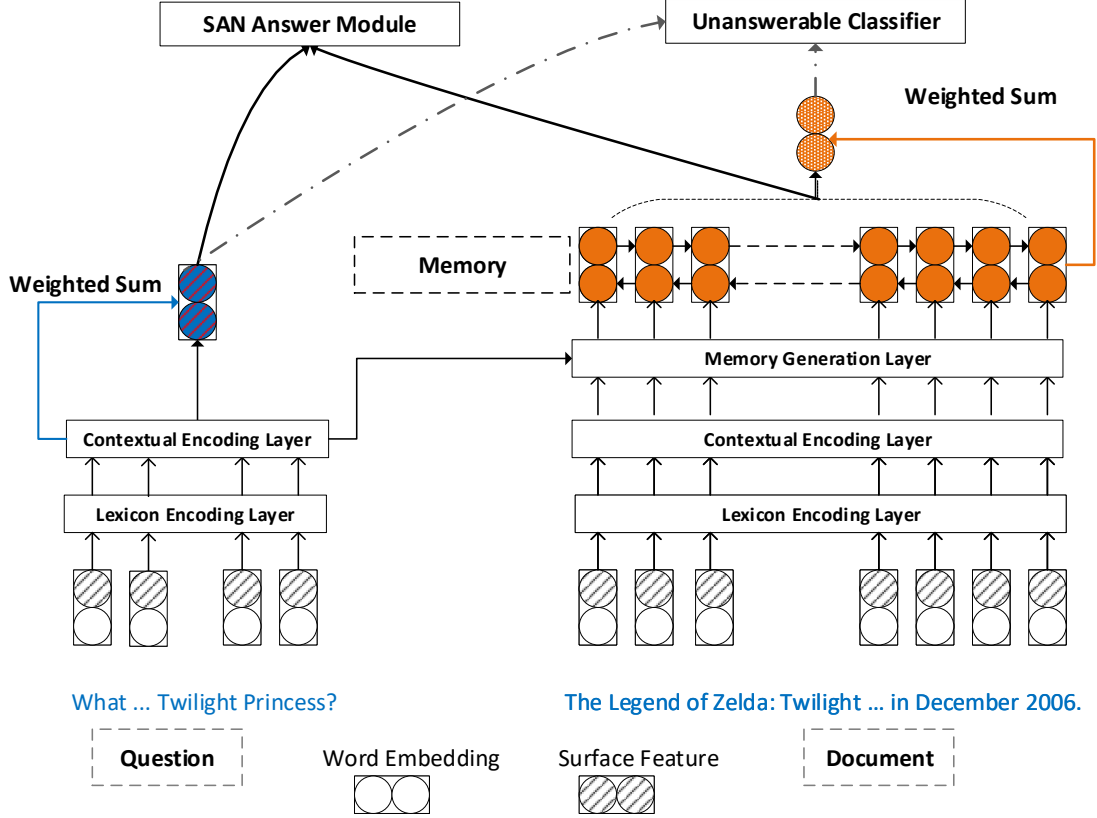 SAN Answer Module
Unanswerable Classifier
Weighted Sum
Memory
Weighted Sum
Memory Generation Layer
Contextual Encoding Layer
Contextual Encoding Layer
Lexicon Encoding Layer
Lexicon Encoding Layer
What ... Twilight Princess?
The Legend of Zelda: Twilight ... in December 2006.
Question
Word Embedding
Surface Feature
Document